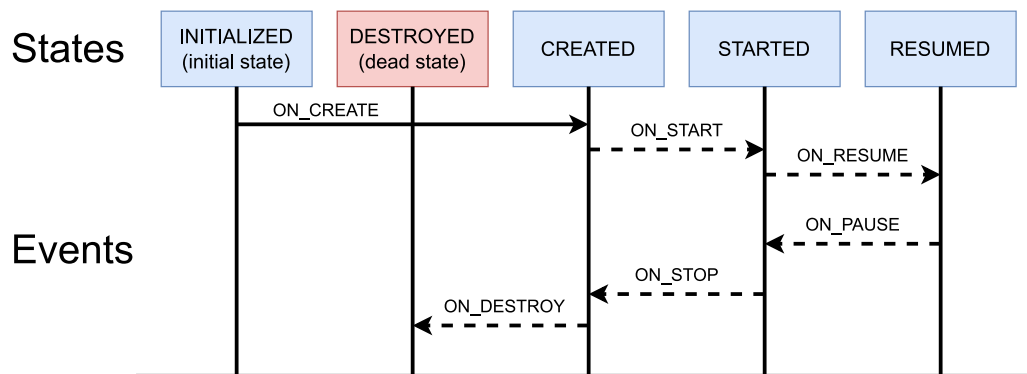 States
INITIALIZED
(initial state)
DESTROYED
(dead state)
CREATED
STARTED
RESUMED
ON_CREATE
ON_START
ON_RESUME
Events
ON_PAUSE
ON_STOP
ON_DESTROY